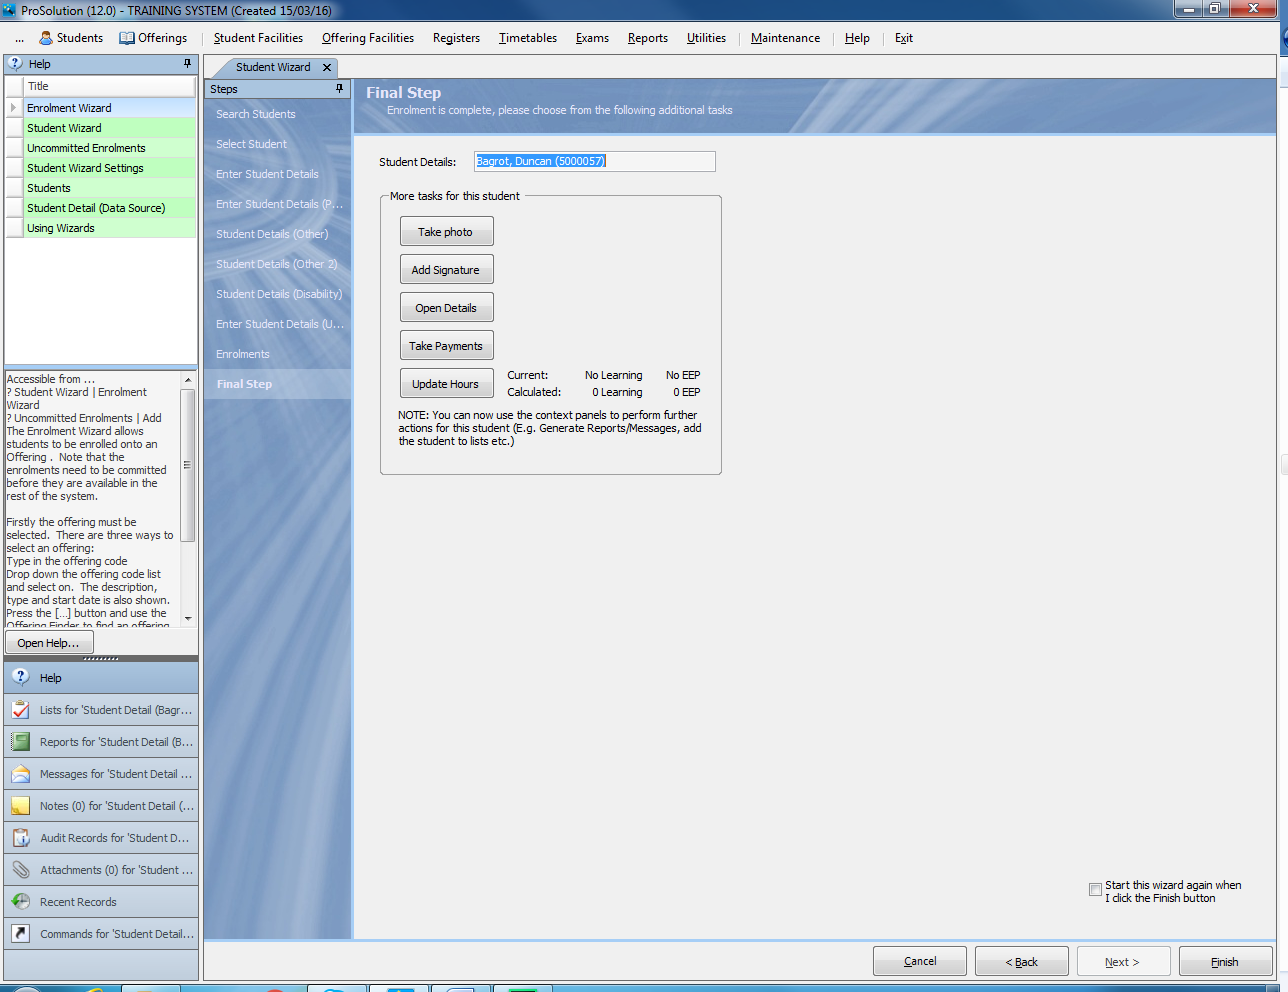 ProSolution (12.0) - TRAINING SYSTEM (Created 15/03/16)
... Students Offerings Student Facilities Offering Facilities Registers Timetables Exams Reports Utilities Maintenance Help Exit
Help
Title
Enrolment Wizard
Student Wizard
Uncommitted Enrolments
Student Wizard Settings
Students
Student Detail (Data Source)
Using Wizards
Accessible from ...
? Student Wizard | Enrolment
Wizard
? Uncommitted Enrolments | Add
The Enrolment Wizard allows
students to be enrolled onto an
Offering .  Note that the
enrolments need to be committed
before they are available in the
rest of the system.
Firstly the offering must be
selected.  There are three ways to
select an offering:
Type in the offering code
Drop down the offering code list
and select on.  The description,
type and start date is also shown.
Press the [...] button and use the
Offering Finder to find an offering
Open Help...
Help
Lists for 'Student Detail (Bagr...
Reports for 'Student Detail (B...
Messages for 'Student Detail ...
Notes (0) for 'Student Detail (...
Audit Records for 'Student D...
Attachments (0) for 'Student ...
Recent Records
Commands for 'Student Detail...
Student Wizard
Steps
Search Students
Select Student
Enter Student Details
Enter Student Details (P...
Student Details (Other)
Student Details (Other 2)
Student Details (Disability)
Enter Student Details (U...
Enrolments
Final Step
Final Step
Enrolment is complete, please choose from the following additional tasks
Student Details: Bagrot, Duncan (5000057)
More tasks for this student
Take photo
Add Signature
Open Details
Take Payments
Update Hours
Current: No Learning No EEP
Calculated: 0 Learning 0 EEP
NOTE: You can now use the context panels to perform further
actions for this student (E.g. Generate Reports/Messages, add
the student to lists etc.)
Start this wizard again when
I click the Finish button
Cancel
< Back
Next >
Finish